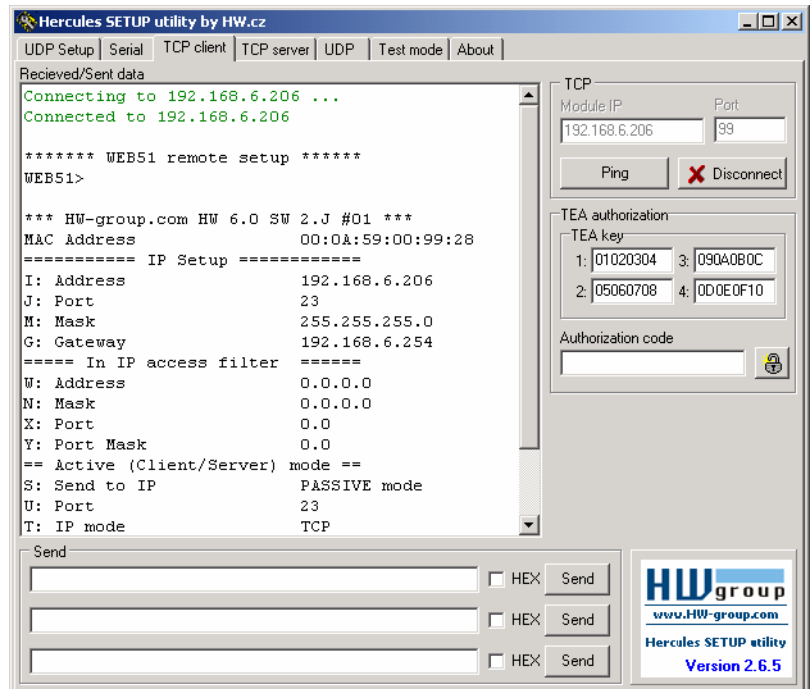 Hercules SETUP utility by HW.cz
UDP Setup Serial TCP client TCP server UDP Test mode About
Recieved/Sent data
Connecting to 192.168.6.206 ...
Connected to 192.168.6.206
******* WEB51 remote setup ******
WEB51>
*** HW-group.com HW 6.0 SW 2.J #01 ***
MAC Address 00:0A:59:00:99:28
=========== IP Setup ============
I: Address 192.168.6.206
J: Port 23
M: Mask 255.255.255.0
G: Gateway 192.168.6.254
===== In IP access filter ======
W: Address 0.0.0.0
N: Mask 0.0.0.0
X: Port 0.0
Y: Port Mask 0.0
== Active (Client/Server) mode ==
S: Send to IP PASSIVE mode
U: Port 23
T: IP mode TCP
TCP
Module IP Port
192.168.6.206 99
Ping Disconnect
TEA authorization
TEA key
1: 01020304 3: 090A0B0C
2: 05060708 4: 0D0E0F10
Authorization code
Send
HEX Send
HEX Send
HEX Send
HW group
www.HW-group.com
Hercules SETUP utility
Version 2.6.5